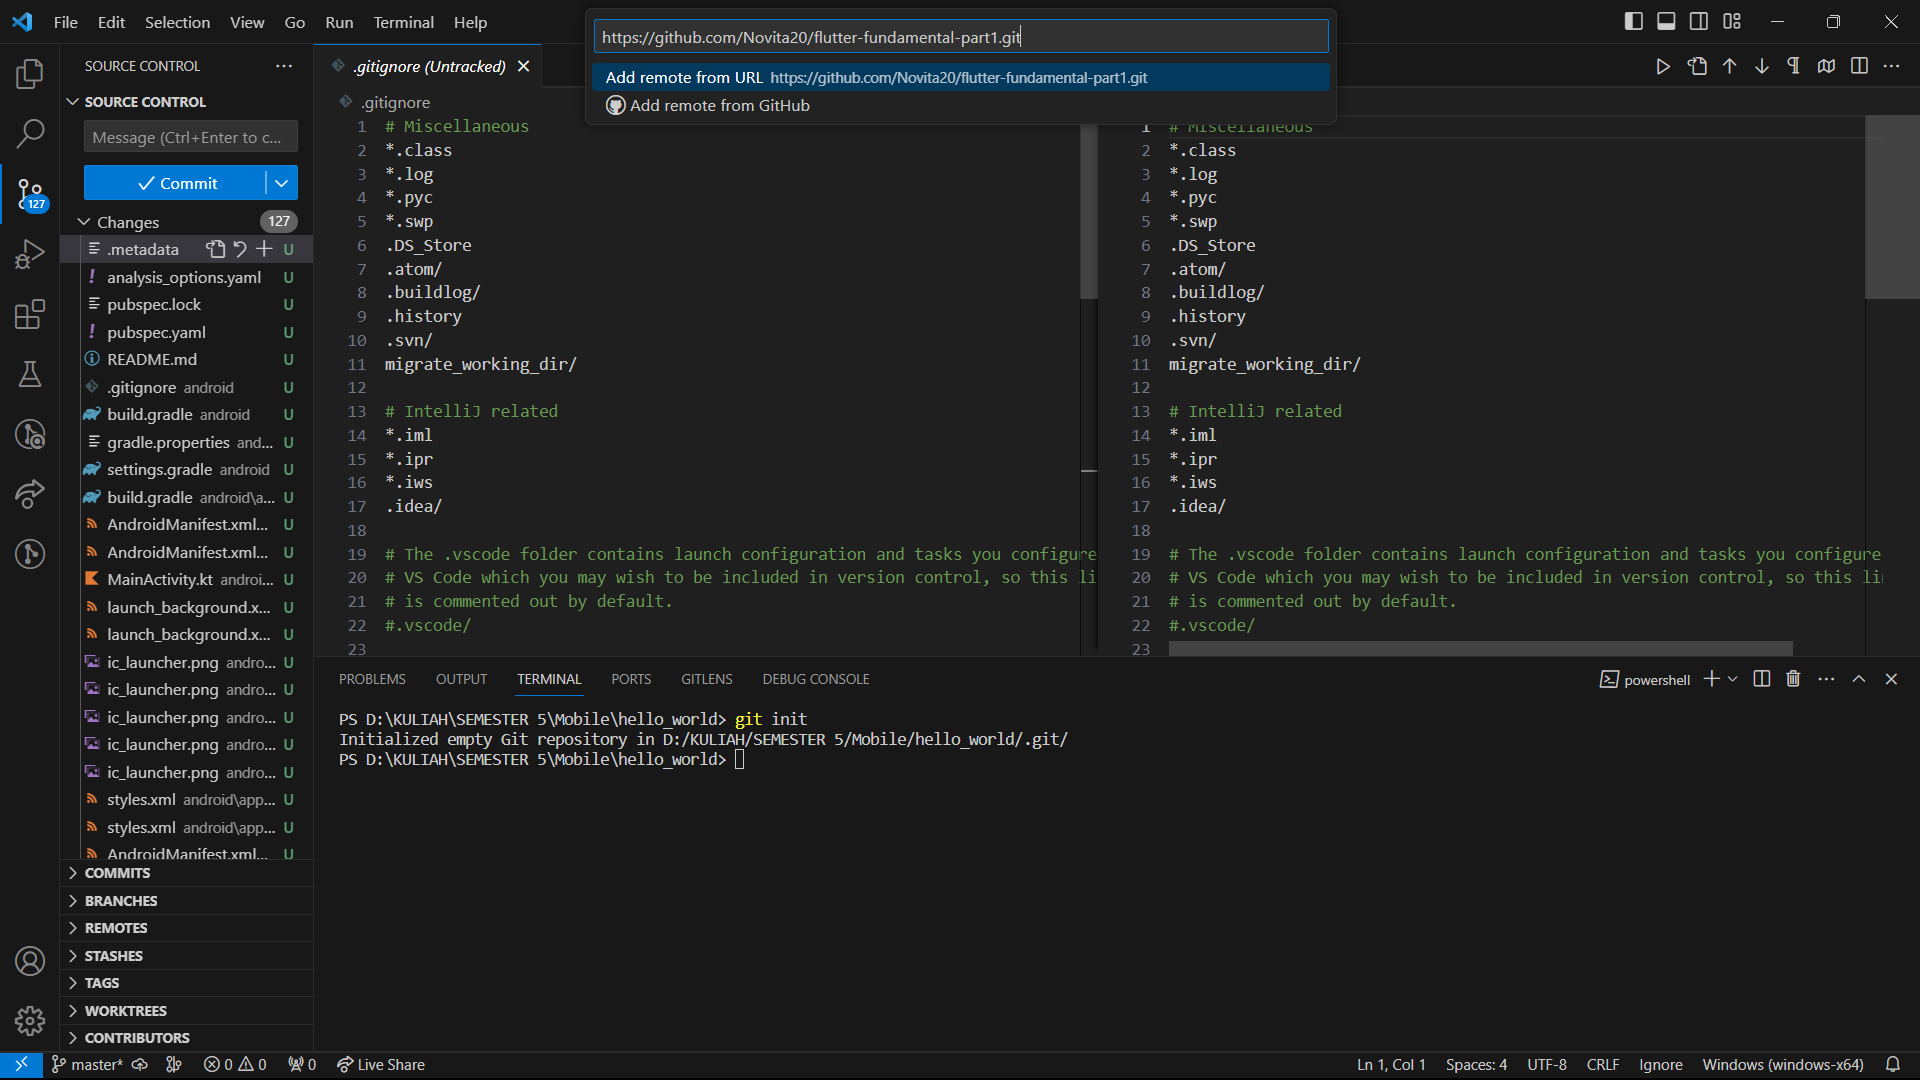 File Edit Selection View Go Run Terminal Help
https://github.com/Novita20/flutter-fundamental-part1.git
Add remote from URL https://github.com/Novita20/flutter-fundamental-part1.git
Add remote from GitHub
SOURCE CONTROL
SOURCE CONTROL
Message (Ctrl+Enter to c...
Commit
Changes 127
127
.metadata U
analysis_options.yaml U
pubspec.lock U
pubspec.yaml U
README.md U
.gitignore android U
build.gradle android U
gradle.properties and... U
settings.gradle android U
build.gradle android\a... U
AndroidManifest.xml... U
AndroidManifest.xml... U
MainActivity.kt androi... U
launch_background.x... U
launch_background.x... U
ic_launcher.png andro... U
ic_launcher.png andro... U
ic_launcher.png andro... U
ic_launcher.png andro... U
ic_launcher.png andro... U
styles.xml android\app... U
styles.xml android\app... U
AndroidManifest.xml... U
COMMITS
BRANCHES
REMOTES
STASHES
TAGS
WORKTREES
CONTRIBUTORS
.gitignore (Untracked)
.gitignore
1 # Miscellaneous
2 *.class
3 *.log
4 *.pyc
5 *.swp
6 .DS_Store
7 .atom/
8 .buildlog/
9 .history
10 .svn/
11 migrate_working_dir/
12
13 # IntelliJ related
14 *.iml
15 *.ipr
16 *.iws
17 .idea/
18
19 # The .vscode folder contains launch configuration and tasks you configure
20 # VS Code which you may wish to be included in version control, so this li
21 # is commented out by default.
22 #.vscode/
23
1 # Miscellaneous
2 *.class
3 *.log
4 *.pyc
5 *.swp
6 .DS_Store
7 .atom/
8 .buildlog/
9 .history
10 .svn/
11 migrate_working_dir/
12
13 # IntelliJ related
14 *.iml
15 *.ipr
16 *.iws
17 .idea/
18
19 # The .vscode folder contains launch configuration and tasks you configure
20 # VS Code which you may wish to be included in version control, so this li
21 # is commented out by default.
22 #.vscode/
23
PROBLEMS OUTPUT TERMINAL PORTS GITLENS DEBUG CONSOLE
powershell
PS D:\KULIAH\SEMESTER 5\Mobile\hello_world> git init
Initialized empty Git repository in D:/KULIAH/SEMESTER 5/Mobile/hello_world/.git/
PS D:\KULIAH\SEMESTER 5\Mobile\hello_world>
master* 0 0 0 Live Share
Ln 1, Col 1 Spaces: 4 UTF-8 CRLF Ignore Windows (windows-x64)